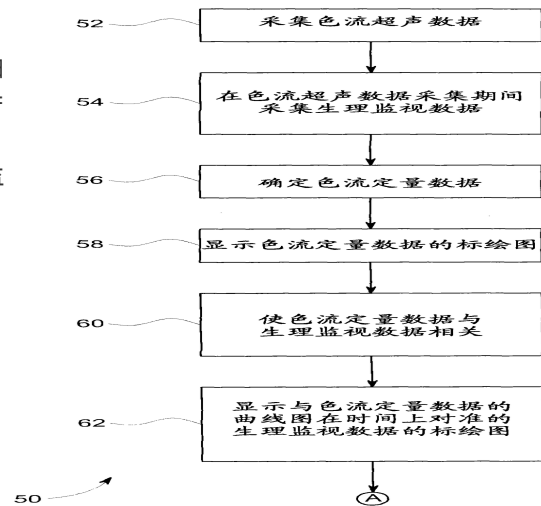 52
采集色流超声数据
54
在色流超声数据采集期间
采集生理监视数据
56
确定色流定量数据
58
显示色流定量数据的标绘图
60
使色流定量数据与
生理监视数据相关
62
显示与色流定量数据的
曲线图在时间上对准的
生理监视数据的标绘图
50
A